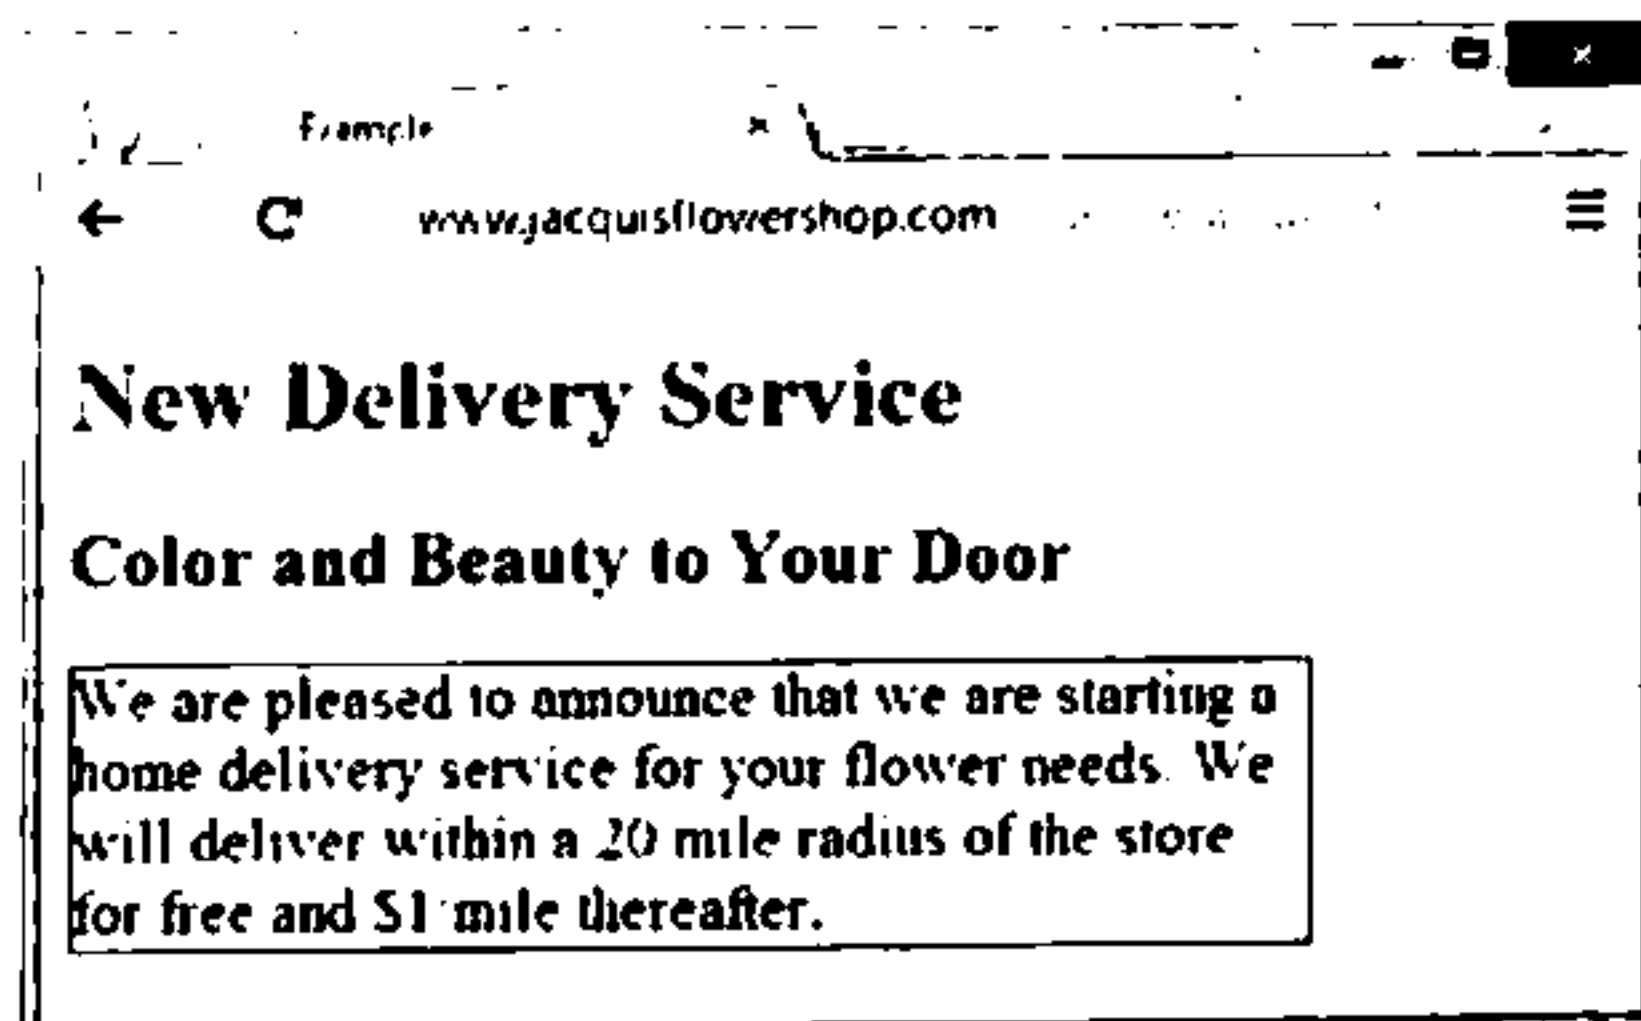 Example
www.jacquisflowershop.com
New Delivery Service
Color and Beauty to Your Door
We are pleased to announce that we are starting a
home delivery service for your flower needs. We
will deliver within a 20 mile radius of the store
for free and $1/mile thereafter.